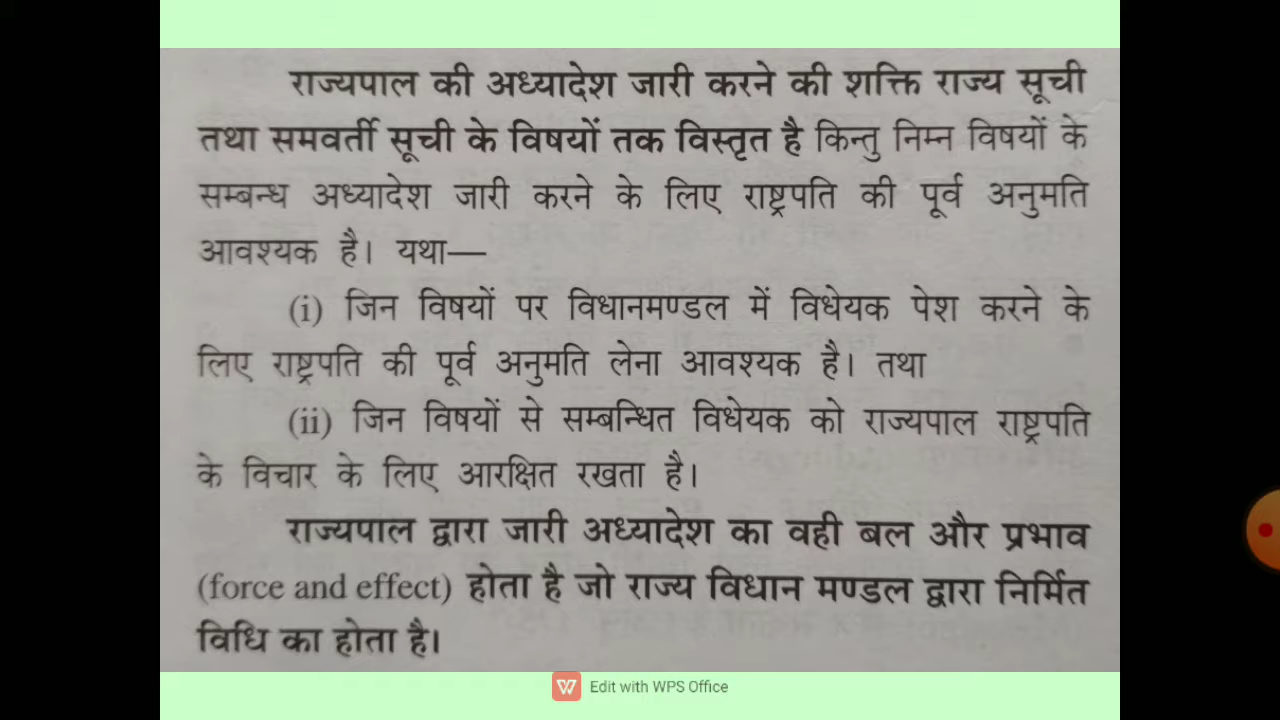 राज्यपाल की अध्यादेश जारी करने की शक्ति राज्य सूची
तथा समवर्ती सूची के विषयों तक विस्तृत है किन्तु निम्न विषयों के
सम्बन्ध अध्यादेश जारी करने के लिए राष्ट्रपति की पूर्व अनुमति
आवश्यक है। यथा—
(i) जिन विषयों पर विधानमण्डल में विधेयक पेश करने के
लिए राष्ट्रपति की पूर्व अनुमति लेना आवश्यक है। तथा
(ii) जिन विषयों से सम्बन्धित विधेयक को राज्यपाल राष्ट्रपति
के विचार के लिए आरक्षित रखता है।
राज्यपाल द्वारा जारी अध्यादेश का वही बल और प्रभाव
(force and effect) होता है जो राज्य विधान मण्डल द्वारा निर्मित
विधि का होता है।
Edit with WPS Office